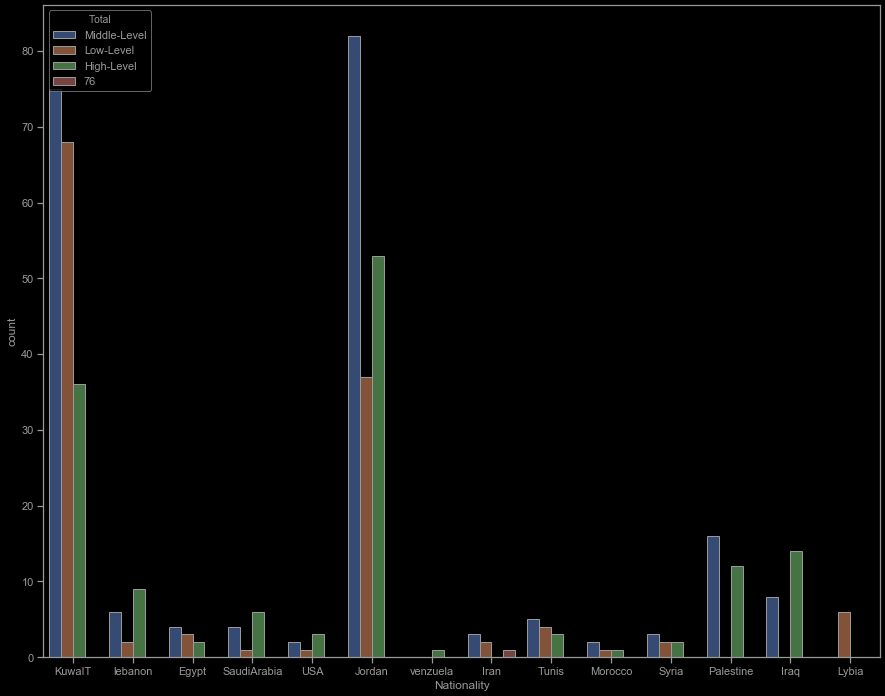 Total
Middle-Level
Low-Level
High-Level
76
80
70
60
50
40
30
20
10
0
count
KuwaIT lebanon Egypt SaudiArabia USA Jordan venzuela Iran Tunis Morocco Syria Palestine Iraq Lybia
Nationality